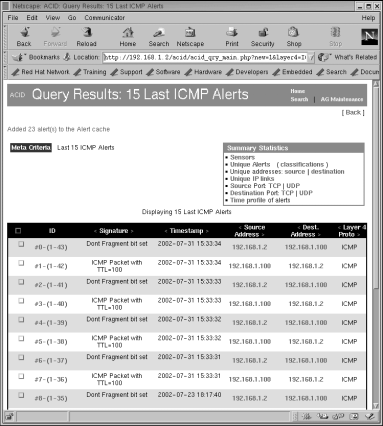 Netscape: ACID: Query Results: 15 Last ICMP Alerts
File Edit View Go Communicator Help
Back Forward Reload Home Search Netscape Print Security Shop Stop
Bookmarks Location: http://192.168.1.2/acid/acid_qry_main.php?new=1&layer4=I What's Related
Red Hat Network Training Support Software Hardware Developers Embedded Search Docum
ACID Query Results: 15 Last ICMP Alerts
Home
Search | AG Maintenance
[ Back ]
Added 23 alert(s) to the Alert cache
Meta Criteria Last 15 ICMP Alerts
Summary Statistics
Sensors
Unique Alerts ( classifications )
Unique addresses: source | destination
Unique IP links
Source Port: TCP | UDP
Destination Port: TCP | UDP
Time profile of alerts
Displaying 15 Last ICMP Alerts
ID < Signature > < Timestamp > < Source Address > < Dest. Address > < Layer 4 Proto >
#0-(1-43) Dont Fragment bit set 2002-07-31 15:33:34 192.168.1.2 192.168.1.100 ICMP
#1-(1-42) ICMP Packet with TTL=100 2002-07-31 15:33:34 192.168.1.2 192.168.1.100 ICMP
#2-(1-41) Dont Fragment bit set 2002-07-31 15:33:33 192.168.1.2 192.168.1.100 ICMP
#3-(1-40) ICMP Packet with TTL=100 2002-07-31 15:33:33 192.168.1.2 192.168.1.100 ICMP
#4-(1-39) Dont Fragment bit set 2002-07-31 15:33:32 192.168.1.2 192.168.1.100 ICMP
#5-(1-38) ICMP Packet with TTL=100 2002-07-31 15:33:32 192.168.1.2 192.168.1.100 ICMP
#6-(1-37) Dont Fragment bit set 2002-07-31 15:33:31 192.168.1.2 192.168.1.100 ICMP
#7-(1-36) ICMP Packet with TTL=100 2002-07-31 15:33:31 192.168.1.2 192.168.1.100 ICMP
#8-(1-35) Dont Fragment bit set 2002-07-23 18:17:40 192.168.1.2 192.168.1.100 ICMP